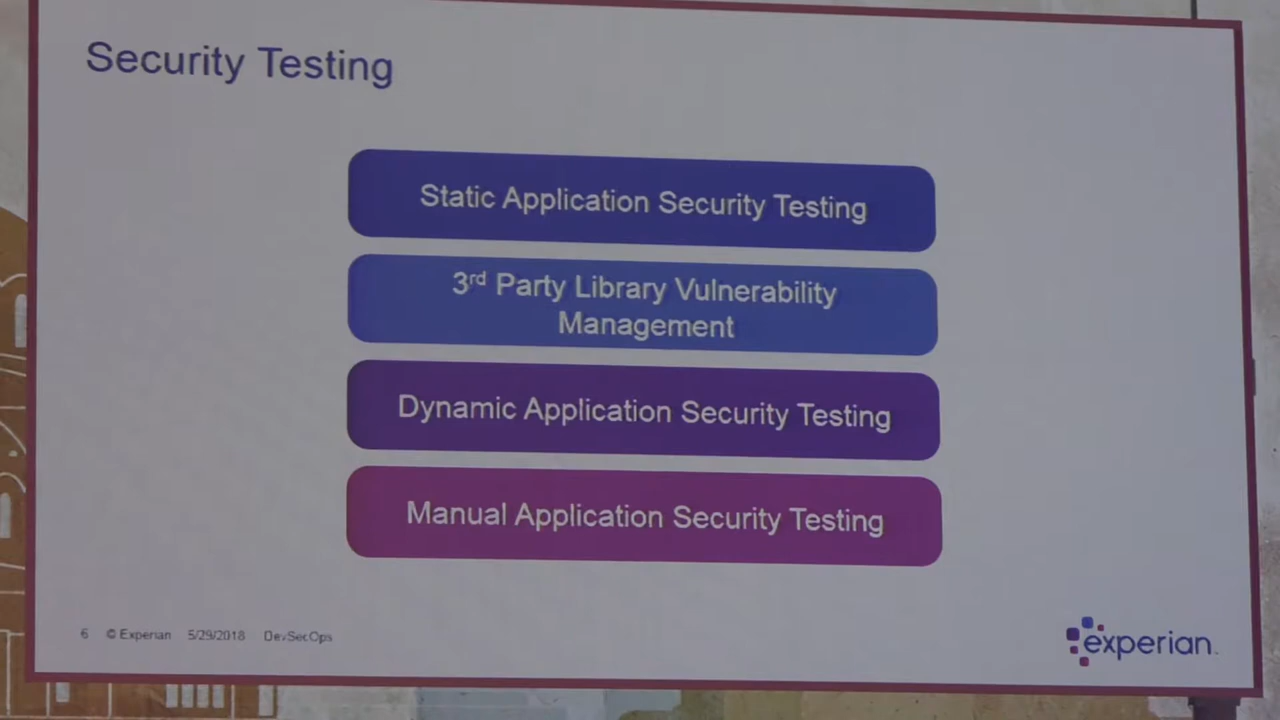 Security Testing
Static Application Security Testing
3rd Party Library Vulnerability
Management
Dynamic Application Security Testing
Manual Application Security Testing
6 © Experian 5/29/2018 DevSecOps
experian™